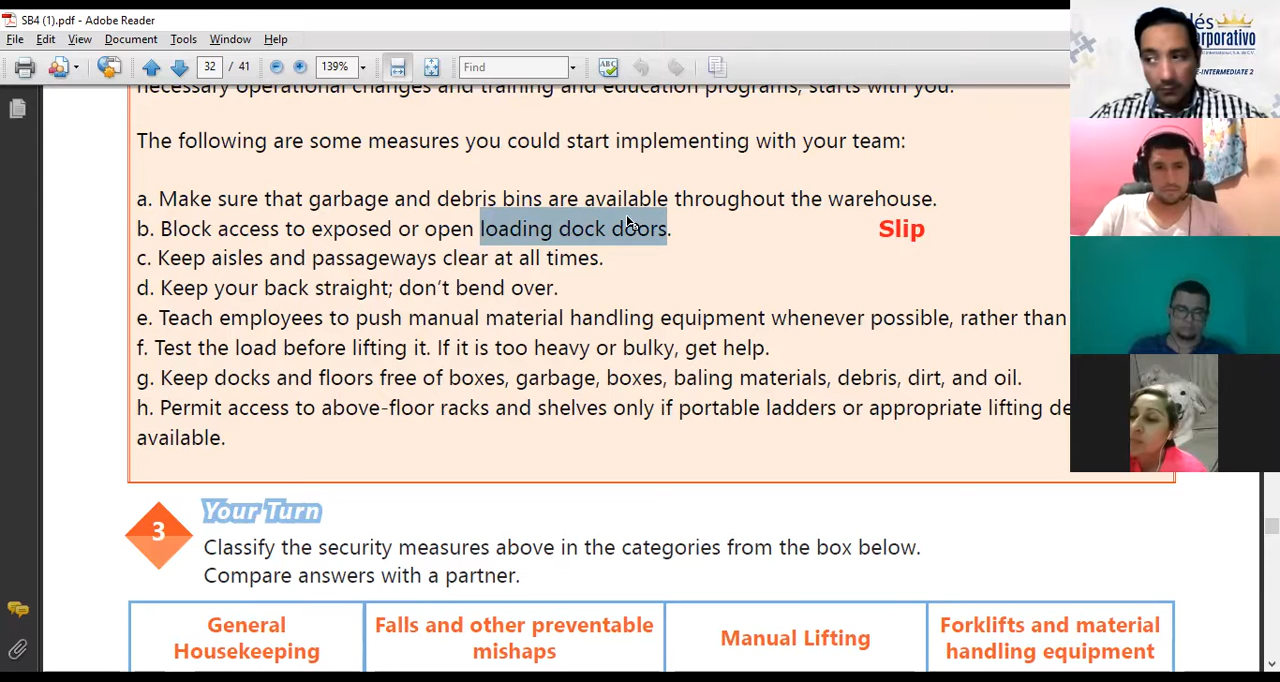 SB4 (1).pdf - Adobe Reader
File Edit View Document Tools Window Help
32 / 41 139% Find
necessary operational changes and training and education programs, starts with you.
The following are some measures you could start implementing with your team:
a. Make sure that garbage and debris bins are available throughout the warehouse.
b. Block access to exposed or open loading dock doors.
Slip
c. Keep aisles and passageways clear at all times.
d. Keep your back straight; don't bend over.
e. Teach employees to push manual material handling equipment whenever possible, rather than
f. Test the load before lifting it. If it is too heavy or bulky, get help.
g. Keep docks and floors free of boxes, garbage, boxes, baling materials, debris, dirt, and oil.
h. Permit access to above-floor racks and shelves only if portable ladders or appropriate lifting
available.
3
Your Turn
Classify the security measures above in the categories from the box below.
Compare answers with a partner.
General
Housekeeping
Falls and other preventable
mishaps
Manual Lifting
Forklifts and material
handling equipment